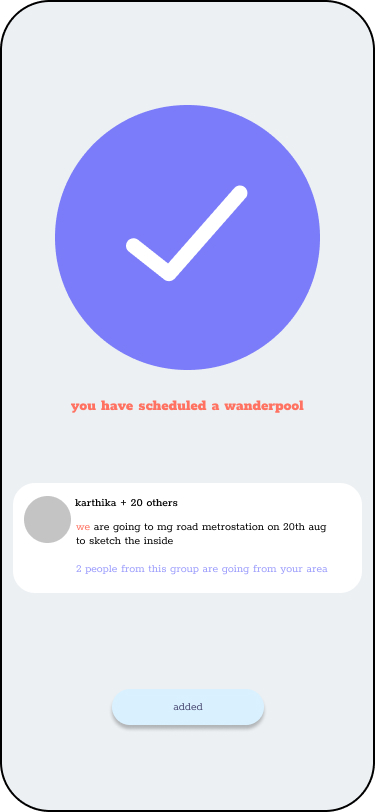 you have scheduled a wanderpool
karthika + 20 others
we are going to mg road metrostation on 20th aug
to sketch the inside
2 people from this group are going from your area
added